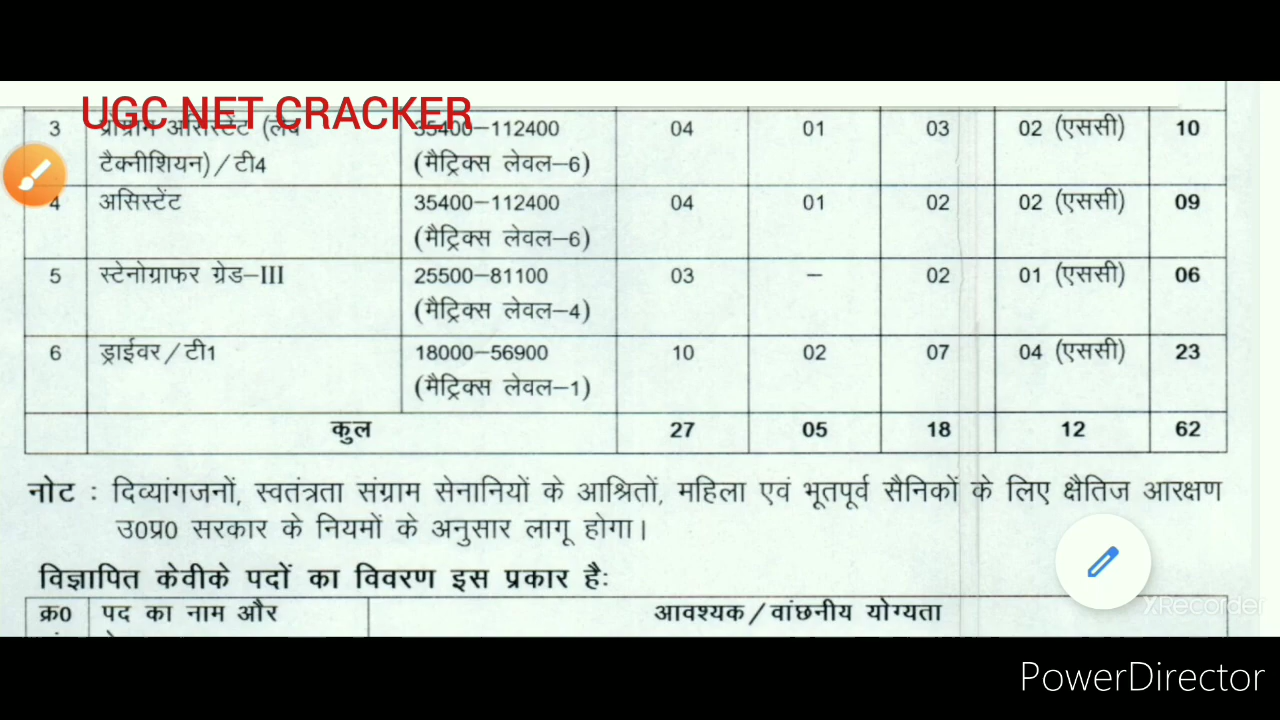 UGC NET CRACKER
3 प्रोग्राम असिस्टेंट (लैब 35400–112400 04 01 03 02 (एससी) 10
टैक्नीशियन)/टी4 (मैट्रिक्स लेवल–6)
4 असिस्टेंट 35400–112400 04 01 02 02 (एससी) 09
(मैट्रिक्स लेवल–6)
5 स्टेनोग्राफर ग्रेड–III 25500–81100 03 – 02 01 (एससी) 06
(मैट्रिक्स लेवल–4)
6 ड्राईवर/टी1 18000–56900 10 02 07 04 (एससी) 23
(मैट्रिक्स लेवल–1)
कुल 27 05 18 12 62
नोट : दिव्यांगजनों, स्वतंत्रता संग्राम सेनानियों के आश्रितों, महिला एवं भूतपूर्व सैनिकों के लिए क्षैतिज आरक्षण
उ0प्र0 सरकार के नियमों के अनुसार लागू होगा।
विज्ञापित केवीके पदों का विवरण इस प्रकार है:
क्र0 पद का नाम और आवश्यक/वांछनीय योग्यता
XRecorder
PowerDirector